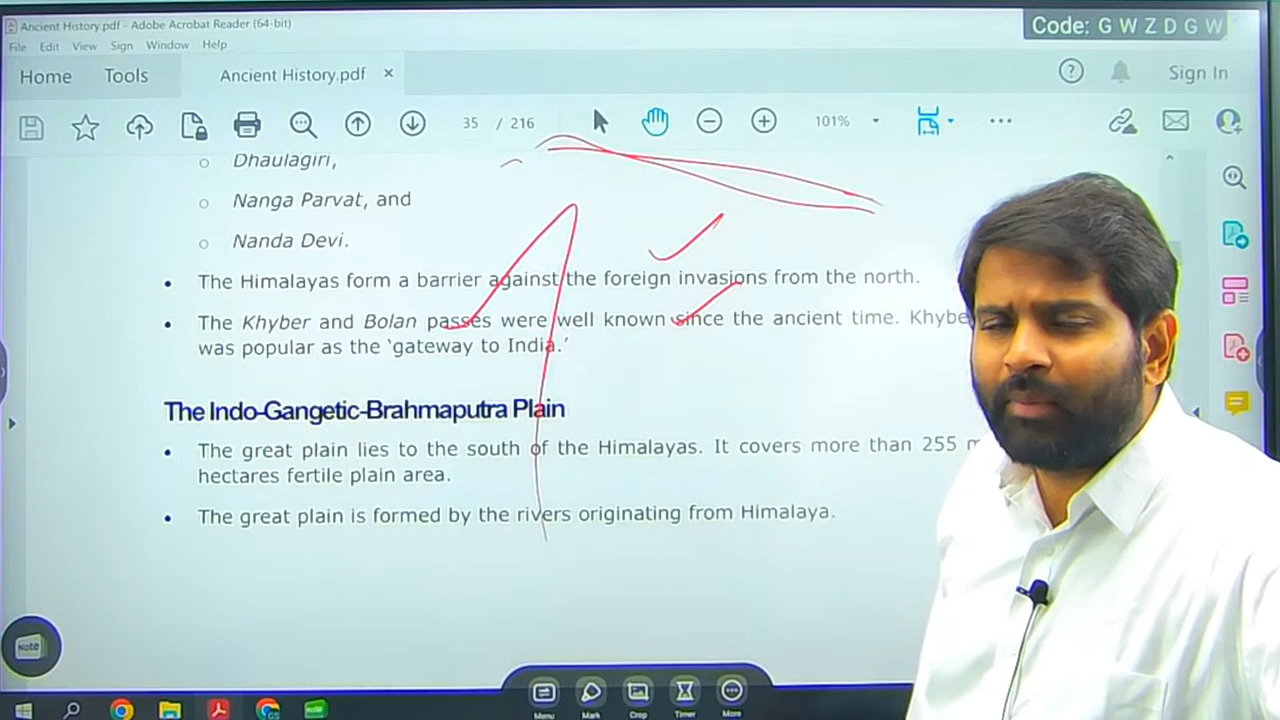 Ancient History.pdf - Adobe Acrobat Reader (64-bit)
Code: G W Z D G W
File Edit View Sign Window Help
Home Tools Ancient History.pdf × Sign In
35 / 216 101%
Dhaulagiri,
Nanga Parvat, and
Nanda Devi.
The Himalayas form a barrier against the foreign invasions from the north.
The Khyber and Bolan passes were well known since the ancient time. Khybe
was popular as the ‘gateway to India.’
The Indo-Gangetic-Brahmaputra Plain
The great plain lies to the south of the Himalayas. It covers more than 255 m
hectares fertile plain area.
The great plain is formed by the rivers originating from Himalaya.
Note
Menu Mark Crop Timer More